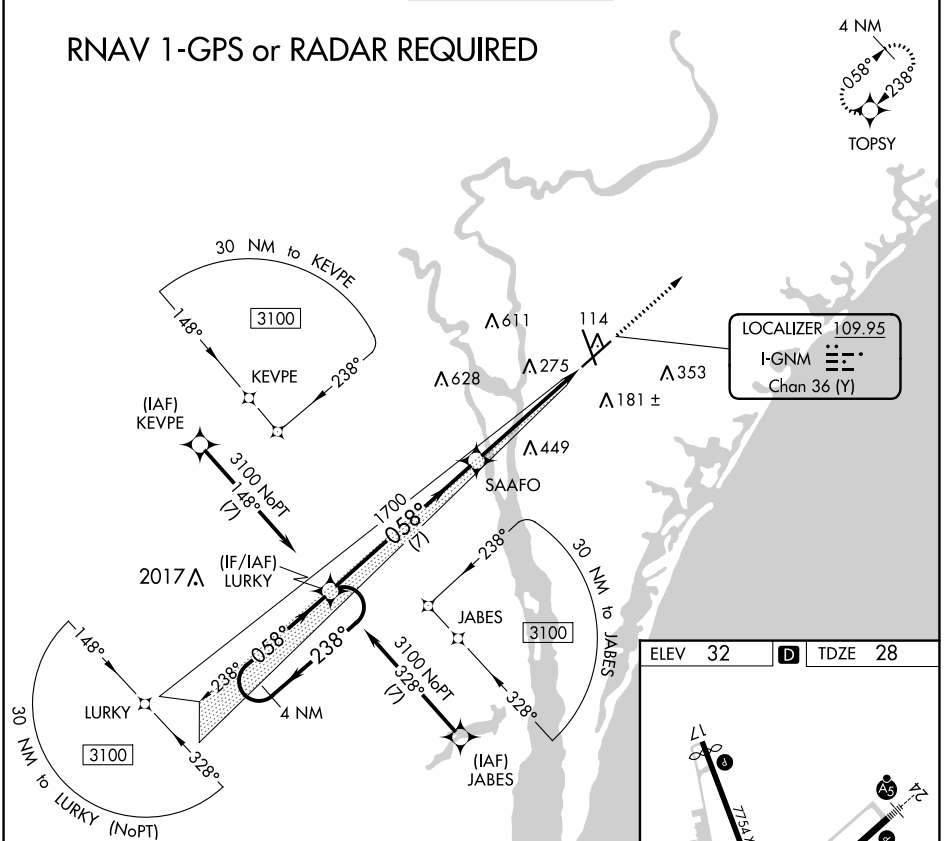 RNAV 1-GPS or RADAR REQUIRED
4 NM
058°
238°
TOPSY
30 NM to KEVPE
3100
148°
238°
KEVPE
(IAF)
KEVPE
3100 NoPT
148°
(7)
611
114
628
275
353
181 ±
449
LOCALIZER 109.95
I-GNM
Chan 36 (Y)
SAAFO
1700
058°
(7)
2017
(IF/IAF)
LURKY
058°
238°
238°
4 NM
238°
30 NM to JABES
JABES
3100
328°
3100 NoPT
328°
(7)
(IAF)
JABES
148°
LURKY
3100
328°
30 NM to LURKY (NoPT)
ELEV 32
D
TDZE 28
17
P
7754 X
A5
24
P